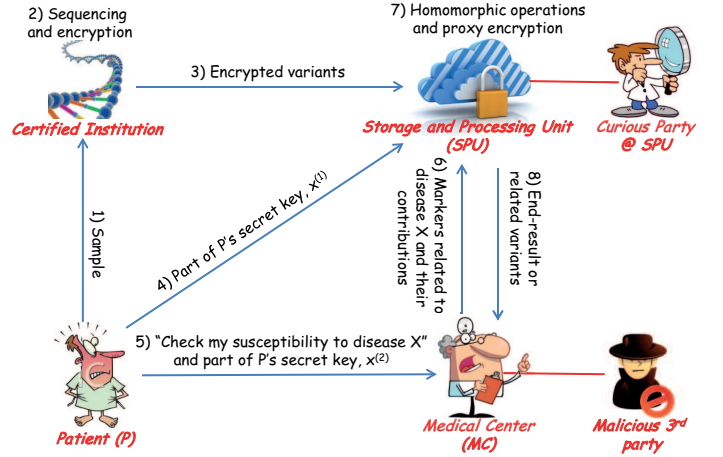 2) Sequencing
and encryption
7) Homomorphic operations
and proxy encryption
3) Encrypted variants
Certified Institution
Storage and Processing Unit
(SPU)
Curious Party
@ SPU
1) Sample
4) Part of P's secret key, x(1)
6) Markers related to
disease X and their
contributions
8) End-result or
related variants
5) “Check my susceptibility to disease X”
and part of P's secret key, x(2)
Patient (P)
Medical Center
(MC)
Malicious 3rd
party